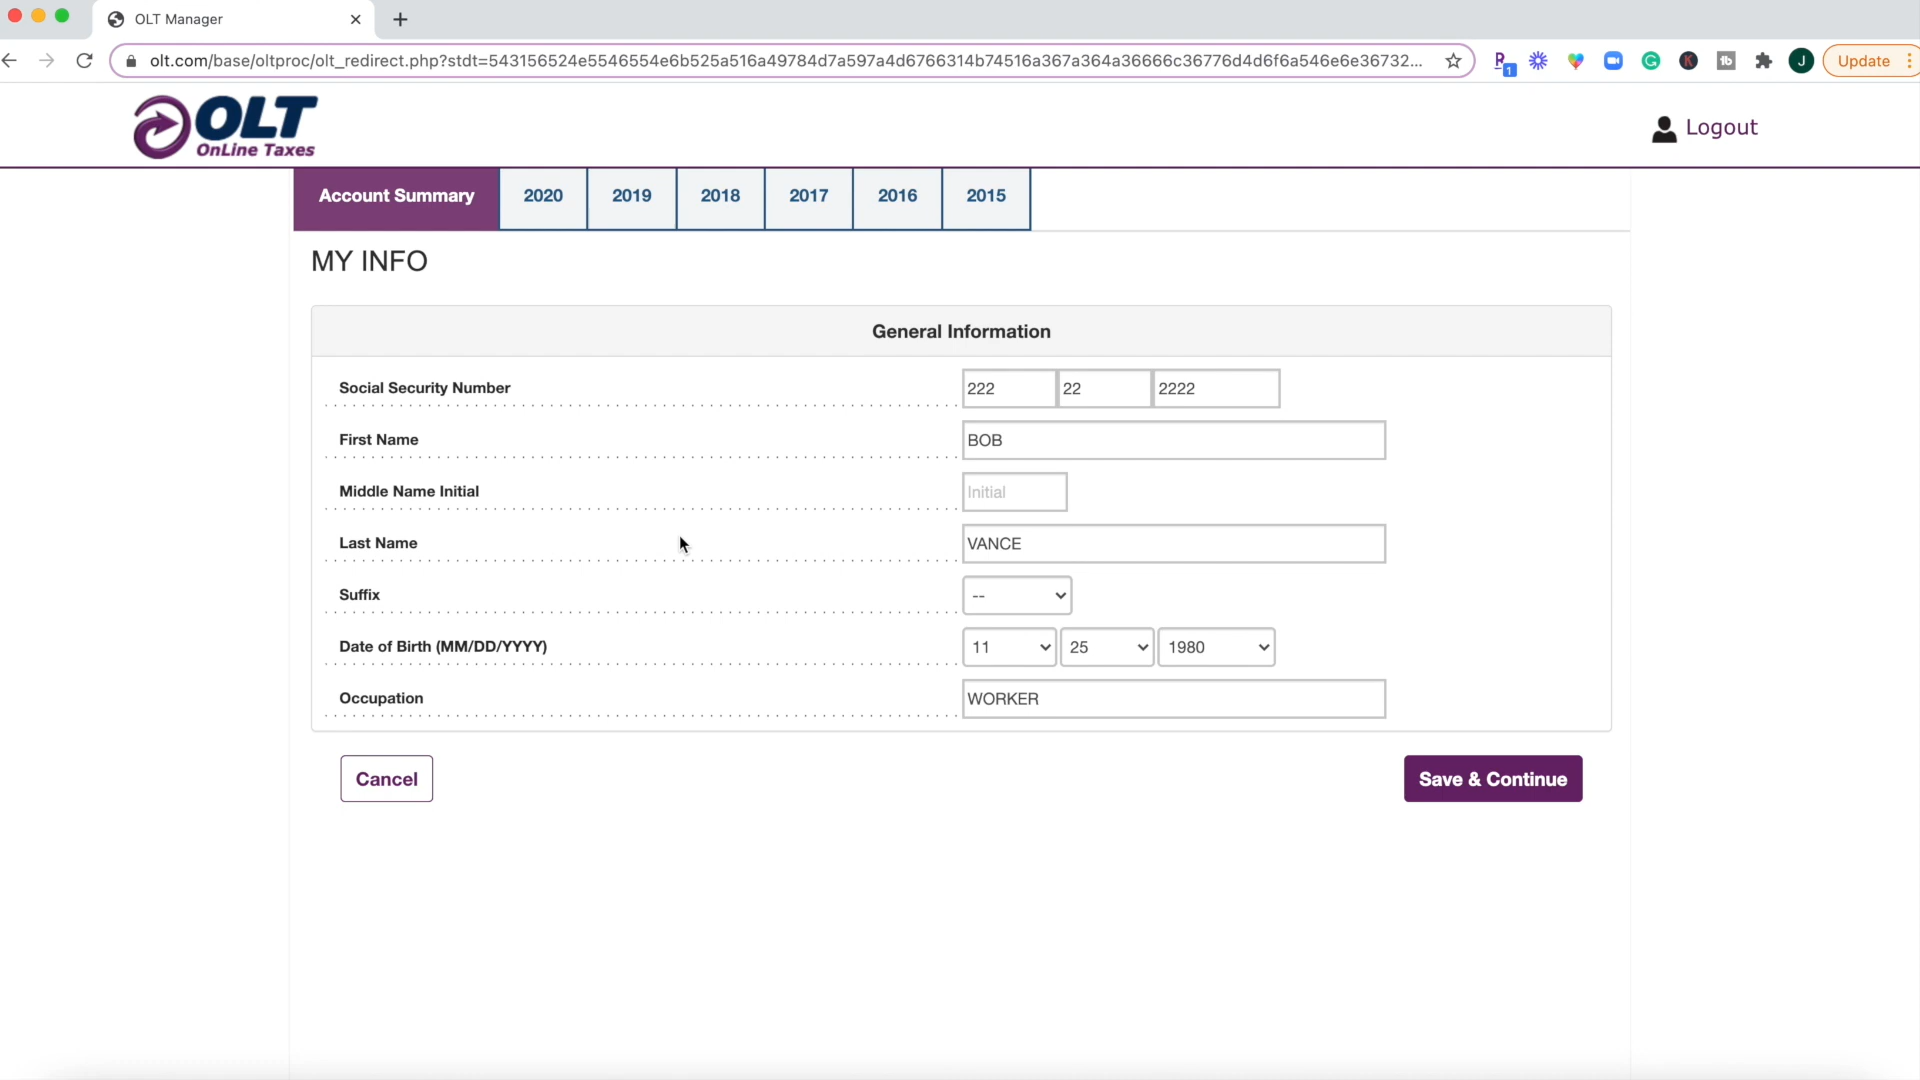 OLT Manager
olt.com/base/oltproc/olt_redirect.php?stdt=543156524e5546554e6b525a516a49784d7a597a4d6766314b74516a367a364a36666c36776d4d6f6a546e6e36732...
1
K
tb
J
Update
OLT
OnLine Taxes
Logout
Account Summary
2020
2019
2018
2017
2016
2015
MY INFO
General Information
Social Security Number
222
22
2222
First Name
BOB
Middle Name Initial
Initial
Last Name
VANCE
Suffix
--
Date of Birth (MM/DD/YYYY)
11
25
1980
Occupation
WORKER
Cancel
Save & Continue